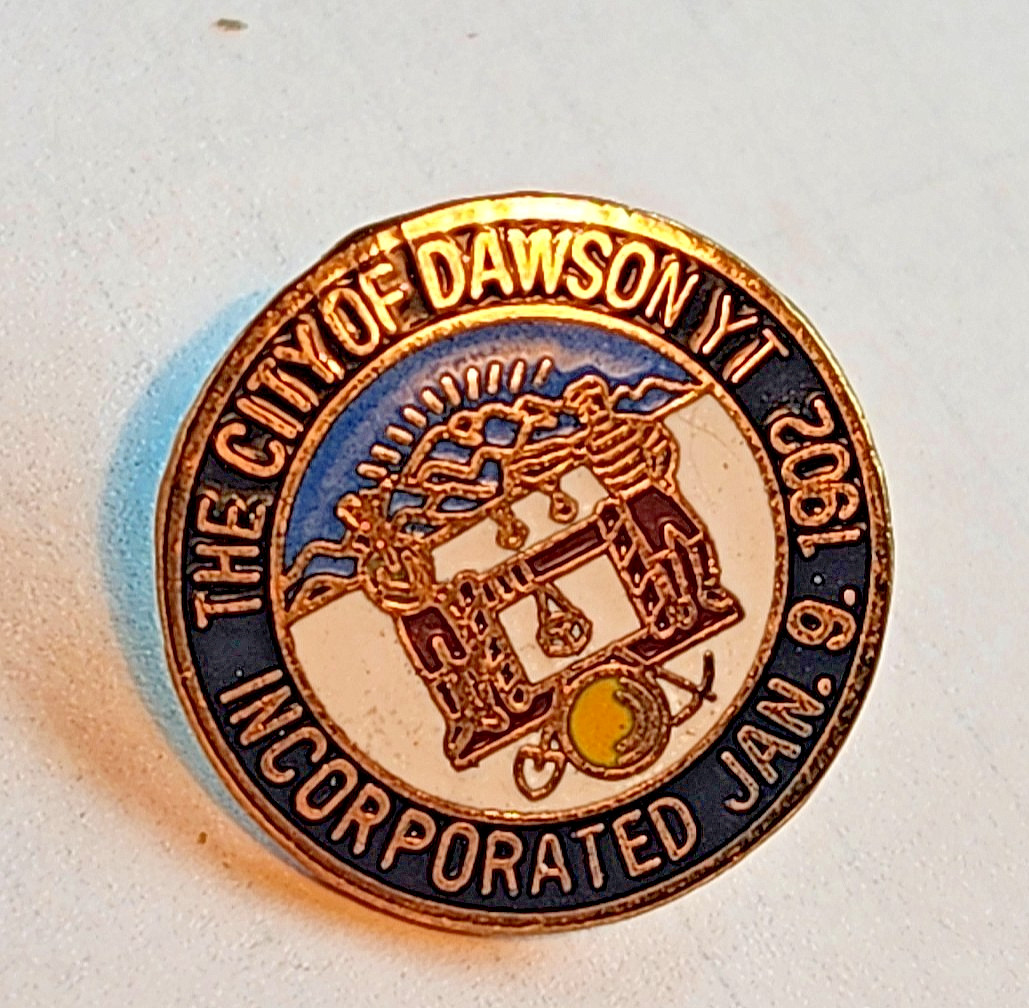 THE CITY OF DAWSON YT
INCORPORATED JAN. 9. 1902